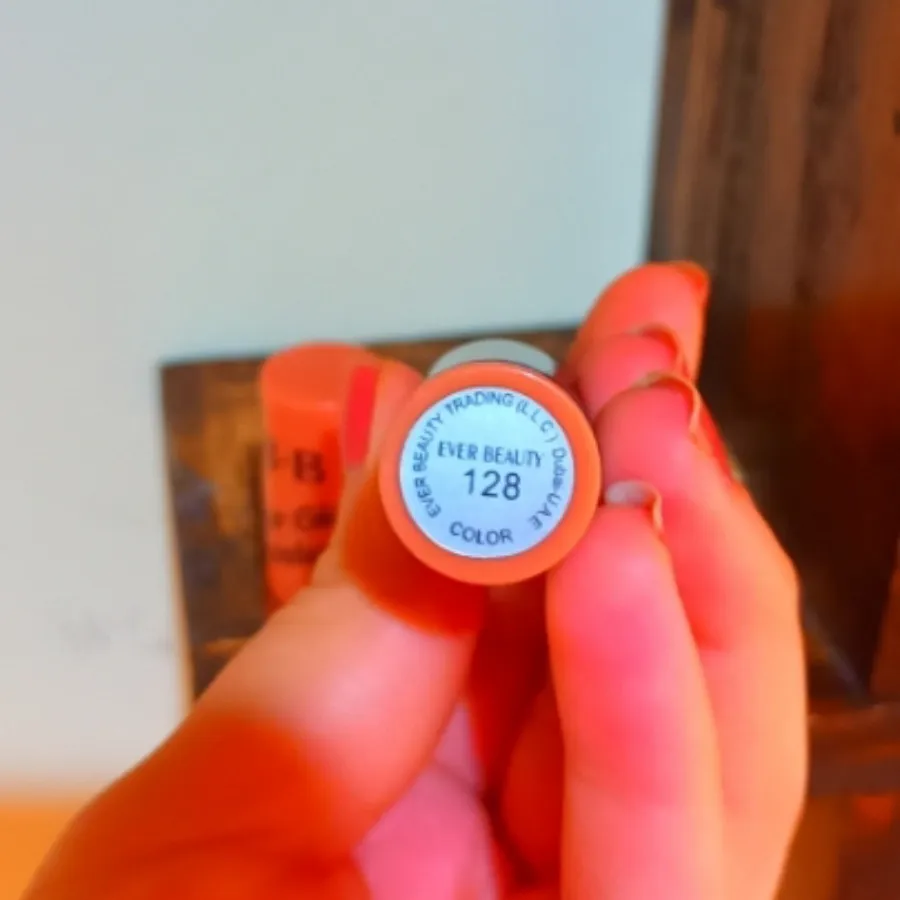 EVER BEAUTY TRADING (L.L.C) Dubai-U.A.E
EVER BEAUTY
128
COLOR